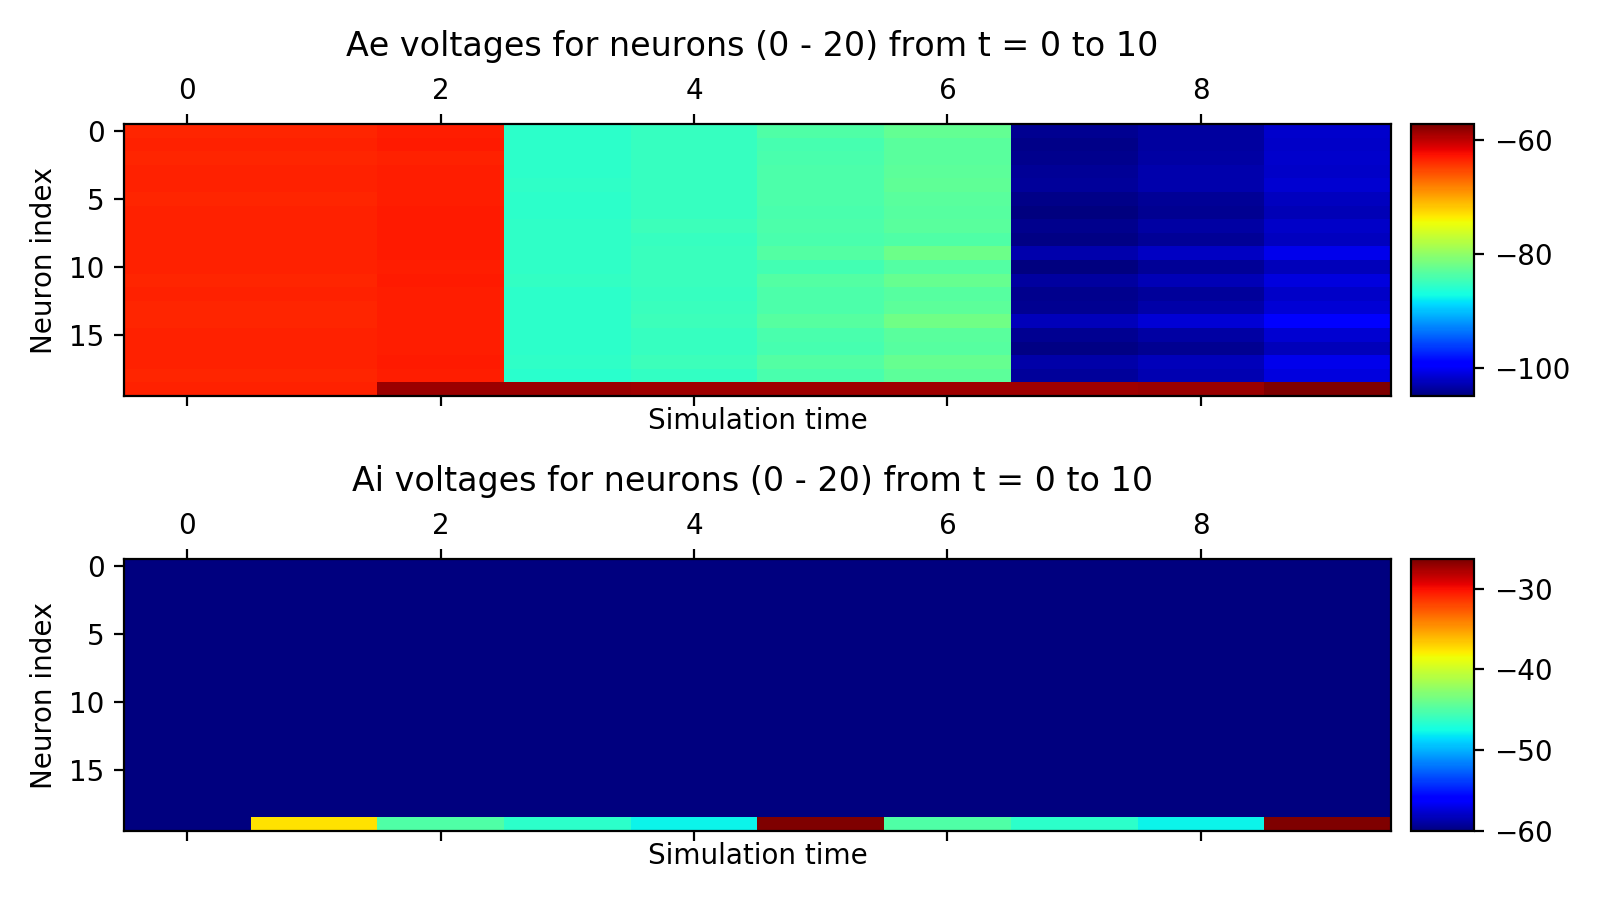 Ae voltages for neurons (0 - 20) from t = 0 to 10
0 2 4 6 8
Neuron index
0
5
10
15
−60
−80
−100
Simulation time
Ai voltages for neurons (0 - 20) from t = 0 to 10
0 2 4 6 8
Neuron index
0
5
10
15
−30
−40
−50
−60
Simulation time